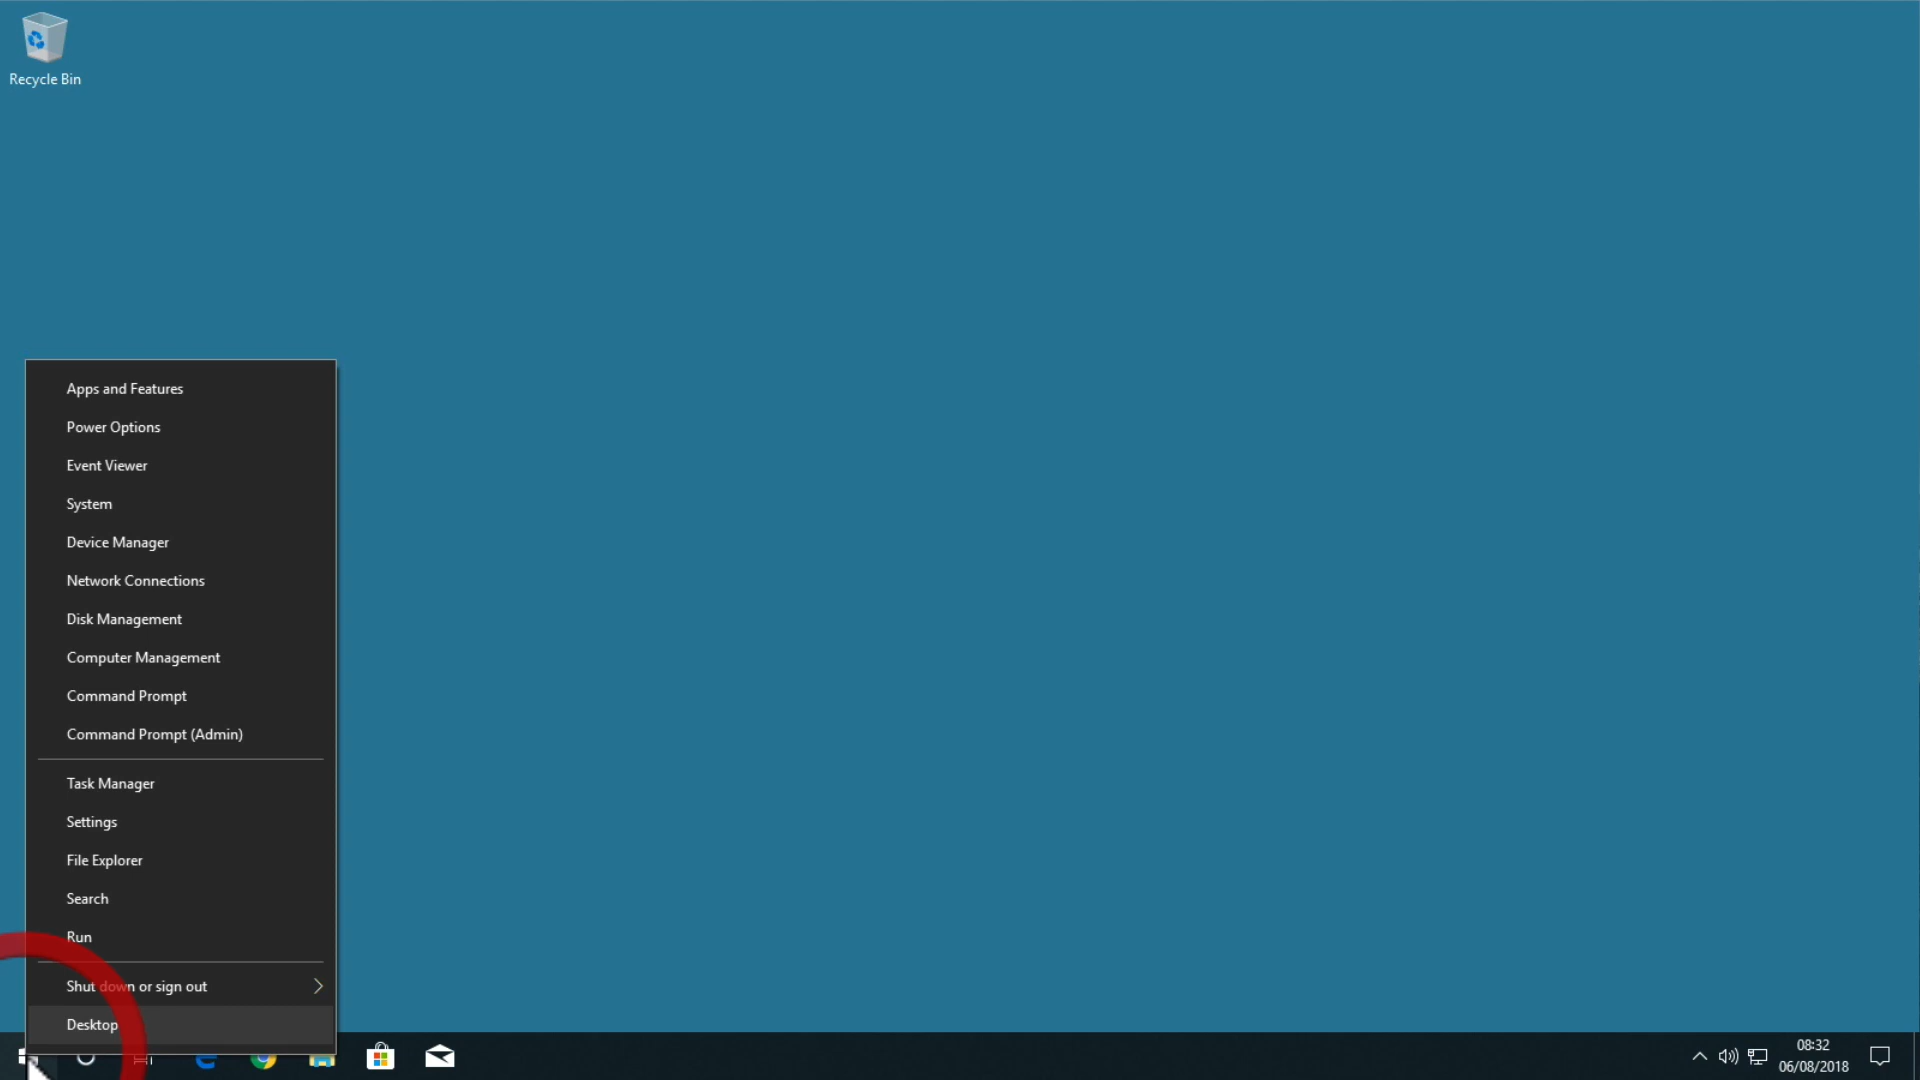 Recycle Bin
Apps and Features
Power Options
Event Viewer
System
Device Manager
Network Connections
Disk Management
Computer Management
Command Prompt
Command Prompt (Admin)
Task Manager
Settings
File Explorer
Search
Run
Shut down or sign out
Desktop
08:32
06/08/2018